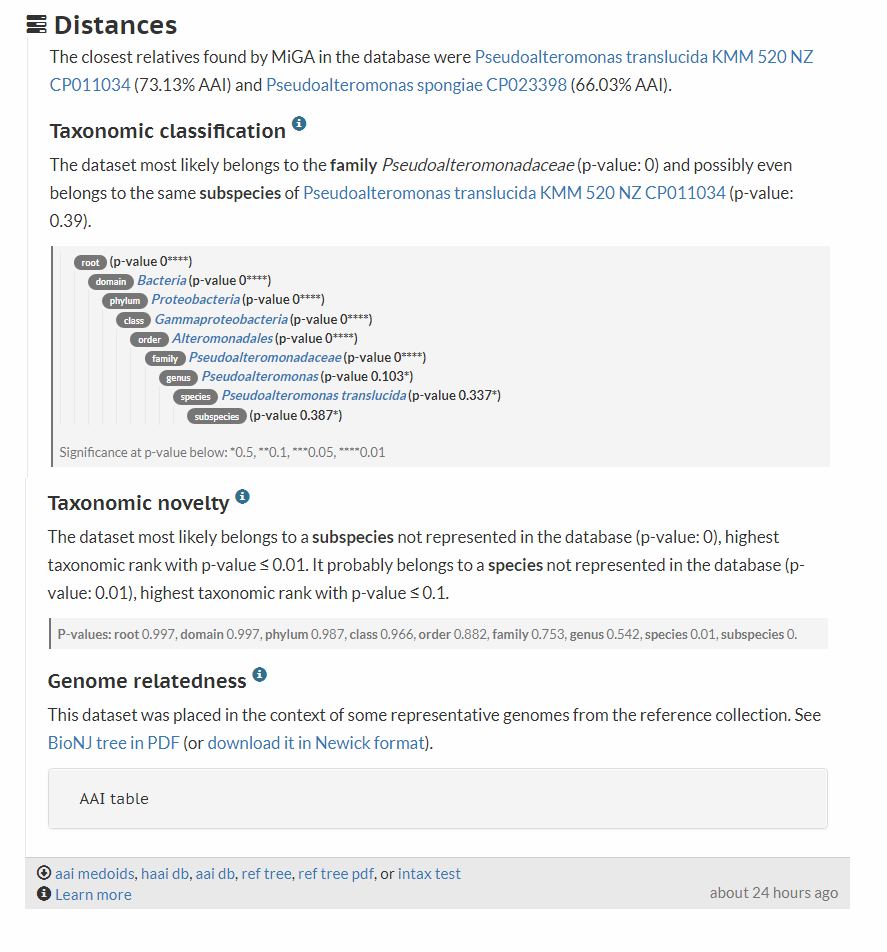 Distances
The closest relatives found by MiGA in the database were Pseudoalteromonas translucida KMM 520 NZ
CP011034 (73.13% AAI) and Pseudoalteromonas spongiae CP023398 (66.03% AAI).
Taxonomic classification
The dataset most likely belongs to the family Pseudoalteromonadaceae (p-value: 0) and possibly even
belongs to the same subspecies of Pseudoalteromonas translucida KMM 520 NZ CP011034 (p-value:
0.39).
root (p-value 0****)
domain Bacteria (p-value 0****)
phylum Proteobacteria (p-value 0****)
class Gammaproteobacteria (p-value 0****)
order Alteromonadales (p-value 0****)
family Pseudoalteromonadaceae (p-value 0****)
genus Pseudoalteromonas (p-value 0.103*)
species Pseudoalteromonas translucida (p-value 0.337*)
subspecies (p-value 0.387*)
Significance at p-value below: *0.5, **0.1, ***0.05, ****0.01
Taxonomic novelty
The dataset most likely belongs to a subspecies not represented in the database (p-value: 0), highest
taxonomic rank with p-value ≤ 0.01. It probably belongs to a species not represented in the database (p-
value: 0.01), highest taxonomic rank with p-value ≤ 0.1.
P-values: root 0.997, domain 0.997, phylum 0.987, class 0.966, order 0.882, family 0.753, genus 0.542, species 0.01, subspecies 0.
Genome relatedness
This dataset was placed in the context of some representative genomes from the reference collection. See
BioNJ tree in PDF (or download it in Newick format).
AAI table
aai medoids, haai db, aai db, ref tree, ref tree pdf, or intax test
Learn more
about 24 hours ago